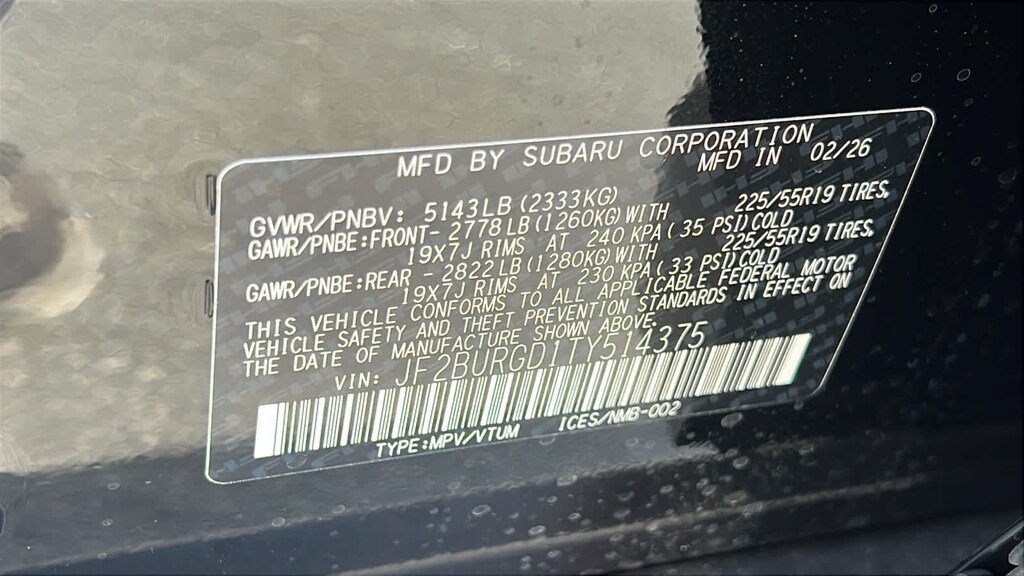 MFD BY SUBARU CORPORATION
MFD IN 02/26
GVWR/PNBV: 5143LB (2333KG)
GAWR/PNBE:FRONT- 2778LB(1260KG)WITH 225/55R19 TIRES,
19X7J RIMS AT 240 KPA( 35 PSI)COLD
GAWR/PNBE:REAR - 2822LB(1280KG)WITH 225/55R19 TIRES,
19X7J RIMS AT 230 KPA( 33 PSI)COLD
THIS VEHICLE CONFORMS TO ALL APPLICABLE FEDERAL MOTOR
VEHICLE SAFETY AND THEFT PREVENTION STANDARDS IN EFFECT ON
THE DATE OF MANUFACTURE SHOWN ABOVE.
VIN: JF2BURGD1TY514375
TYPE:MPV/VTUM ICES/NMB-002